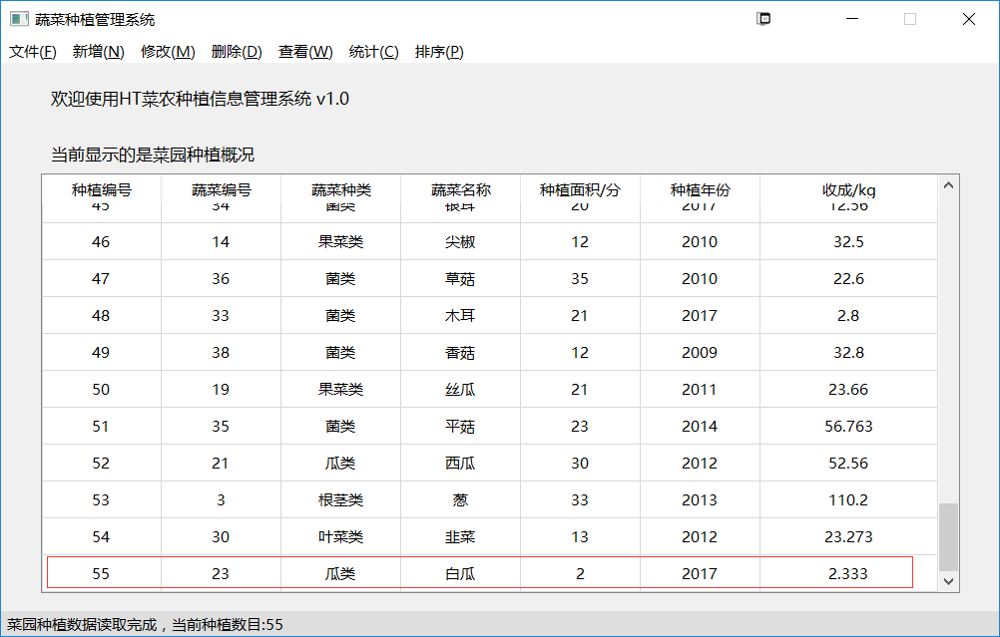 蔬菜种植管理系统
文件(F) 新增(N) 修改(M) 删除(D) 查看(W) 统计(C) 排序(P)
欢迎使用HT菜农种植信息管理系统 v1.0
当前显示的是菜园种植概况
种植编号 蔬菜编号 蔬菜种类 蔬菜名称 种植面积/分 种植年份 收成/kg
45 34 菌类 银耳 20 2017 12.56
46 14 果菜类 尖椒 12 2010 32.5
47 36 菌类 草菇 35 2010 22.6
48 33 菌类 木耳 21 2017 2.8
49 38 菌类 香菇 12 2009 32.8
50 19 果菜类 丝瓜 21 2011 23.66
51 35 菌类 平菇 23 2014 56.763
52 21 瓜类 西瓜 30 2012 52.56
53 3 根茎类 葱 33 2013 110.2
54 30 叶菜类 韭菜 13 2012 23.273
55 23 瓜类 白瓜 2 2017 2.333
菜园种植数据读取完成，当前种植数目:55